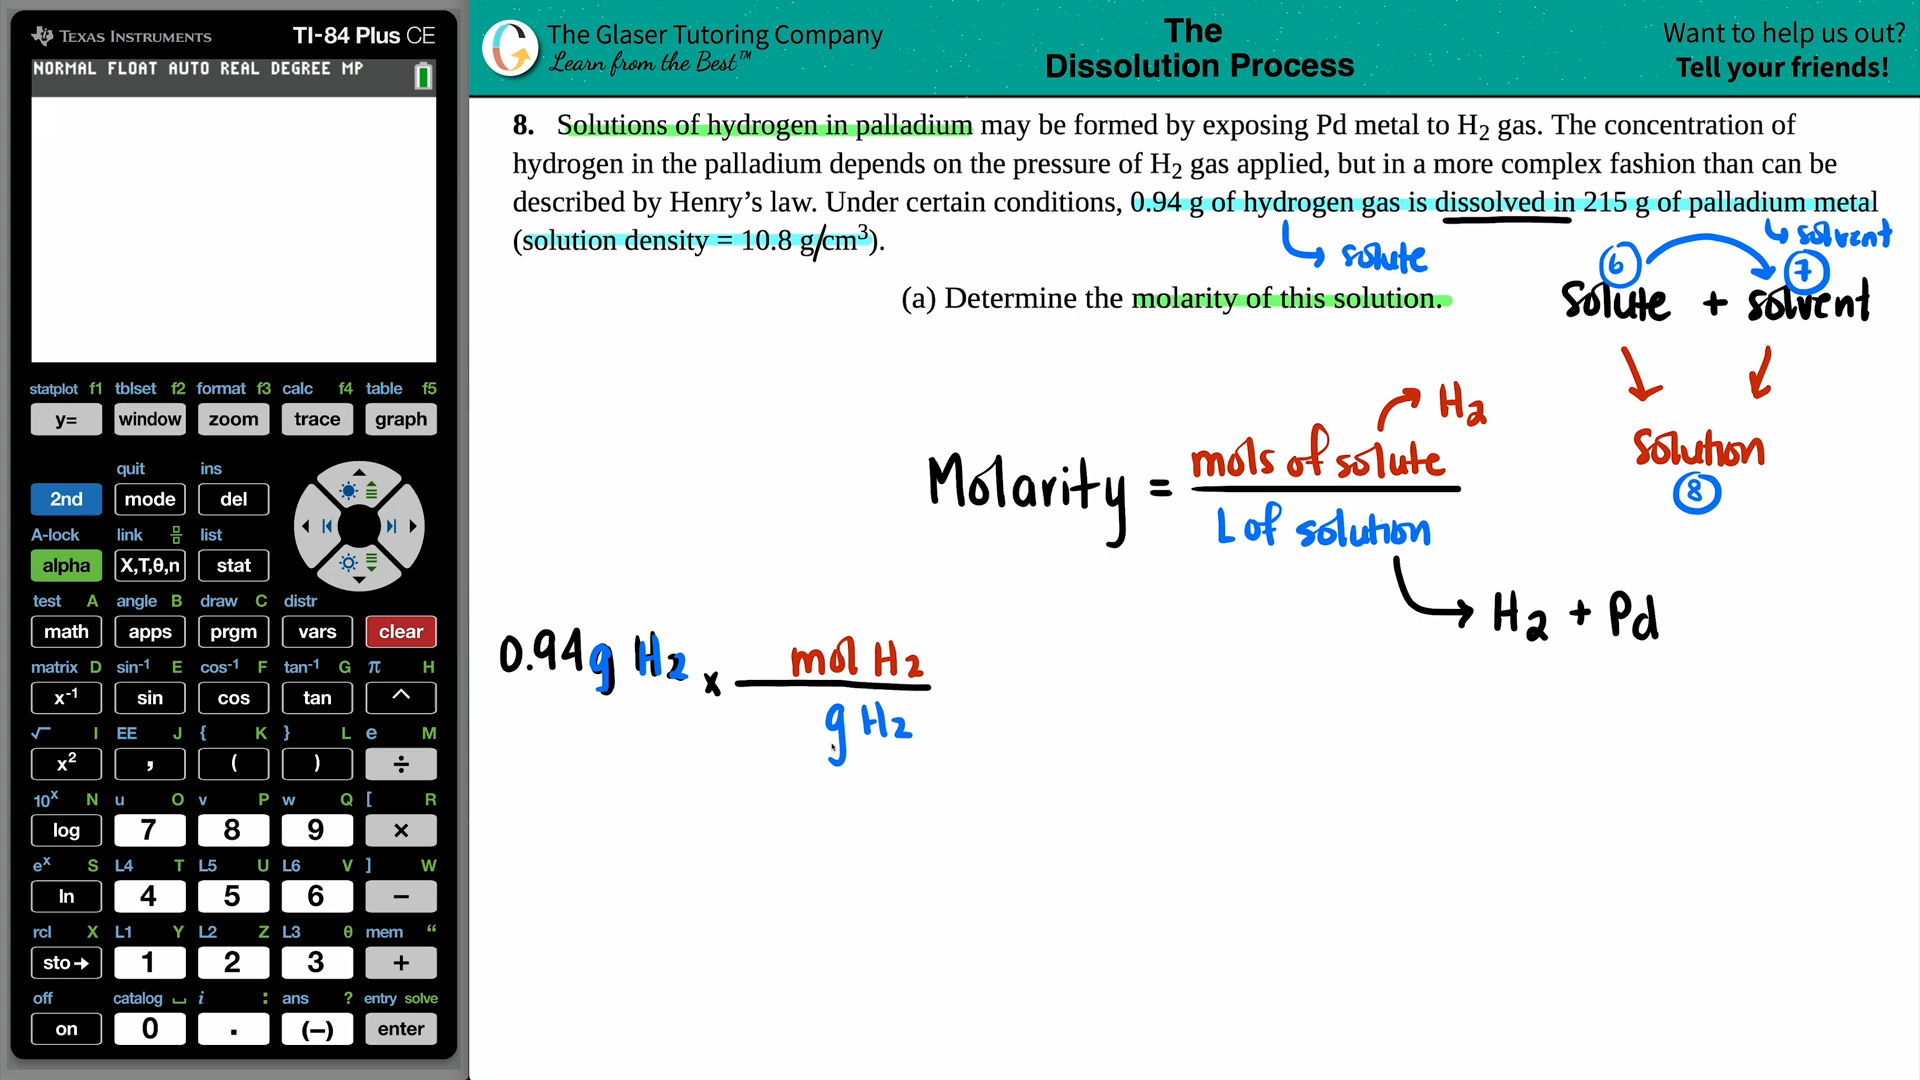 TEXAS INSTRUMENTS TI-84 Plus CE
NORMAL FLOAT AUTO REAL DEGREE MP
statplot f1 tblset f2 format f3 calc f4 table f5
y= window zoom trace graph
quit ins
2nd mode del
A-lock link list
alpha X,T,θ,n stat
test A angle B draw C distr
math apps prgm vars clear
matrix D sin⁻¹ E cos⁻¹ F tan⁻¹ G π H
x⁻¹ sin cos tan ^
√ I EE J { K } L e M
x² , ( ) ÷
10ˣ N u O v P w Q [ R
log 7 8 9 ×
eˣ S L4 T L5 U L6 V ] W
ln 4 5 6 −
rcl X L1 Y L2 Z L3 θ mem “
sto→ 1 2 3 +
off catalog ⎵ i : ans ? entry solve
on 0 . (−) enter
The Glaser Tutoring Company
Learn from the Best™
The
Dissolution Process
Want to help us out?
Tell your friends!
8. Solutions of hydrogen in palladium may be formed by exposing Pd metal to H₂ gas. The concentration of
hydrogen in the palladium depends on the pressure of H₂ gas applied, but in a more complex fashion than can be
described by Henry’s law. Under certain conditions, 0.94 g of hydrogen gas is dissolved in 215 g of palladium metal
(solution density = 10.8 g/cm³).
↳ solute
↳ solvent
(a) Determine the molarity of this solution.
6 7
solute + solvent
solution
8
H₂
Molarity = mols of solute
L of solution
H₂ + Pd
0.94 g H₂ x mol H₂
g H₂